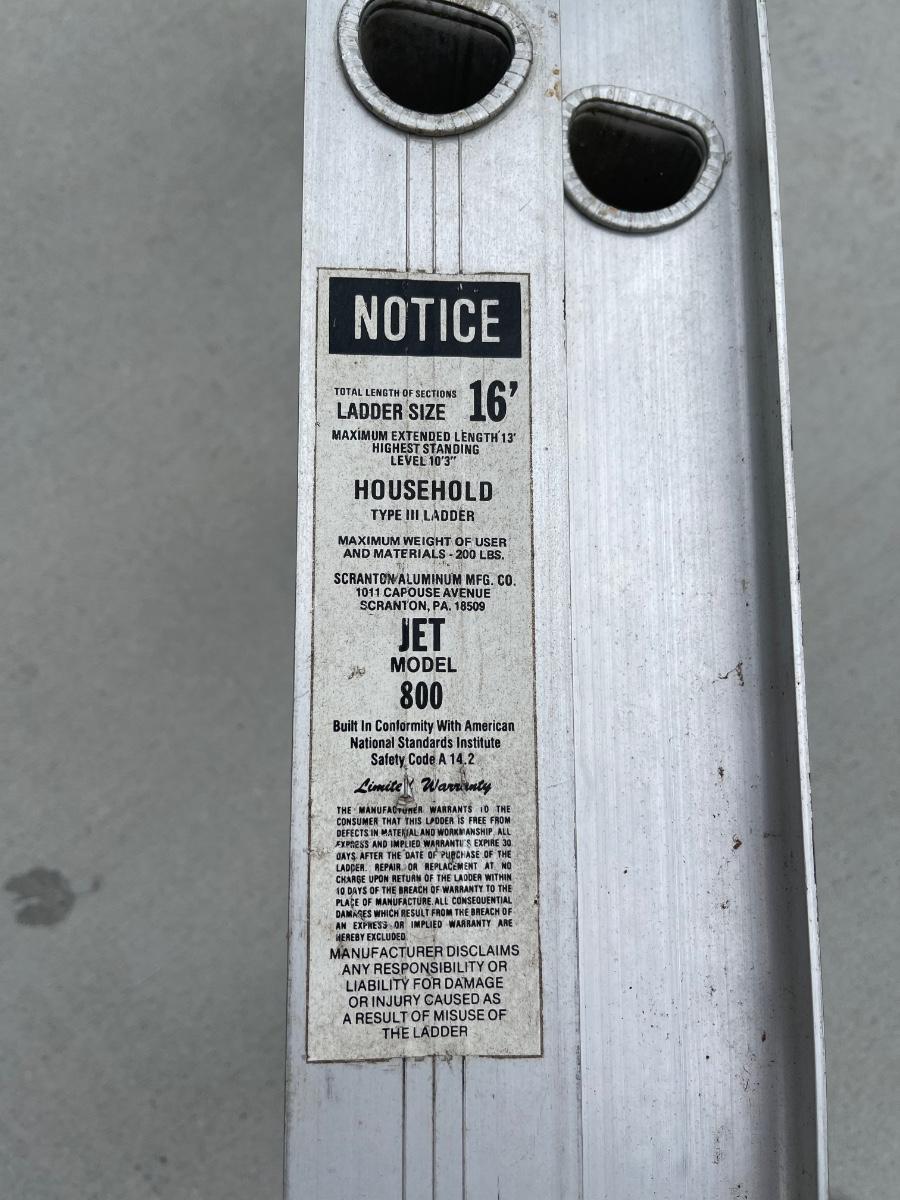 NOTICE
TOTAL LENGTH OF SECTIONS
LADDER SIZE 16'
MAXIMUM EXTENDED LENGTH 13'
HIGHEST STANDING
LEVEL 10'3"
HOUSEHOLD
TYPE III LADDER
MAXIMUM WEIGHT OF USER
AND MATERIALS - 200 LBS.
SCRANTON ALUMINUM MFG. CO.
1011 CAPOUSE AVENUE
SCRANTON, PA. 18509
JET
MODEL
800
Built In Conformity With American
National Standards Institute
Safety Code A 14.2
Limited Warranty
THE MANUFACTURER WARRANTS TO THE
CONSUMER THAT THIS LADDER IS FREE FROM
DEFECTS IN MATERIAL AND WORKMANSHIP. ALL
EXPRESS AND IMPLIED WARRANTIES EXPIRE 30
DAYS AFTER THE DATE OF PURCHASE OF THE
LADDER. REPAIR OR REPLACEMENT AT NO
CHARGE UPON RETURN OF THE LADDER WITHIN
10 DAYS OF THE BREACH OF WARRANTY TO THE
PLACE OF MANUFACTURE. ALL CONSEQUENTIAL
DAMAGES WHICH RESULT FROM THE BREACH OF
AN EXPRESS OR IMPLIED WARRANTY ARE
HEREBY EXCLUDED
MANUFACTURER DISCLAIMS
ANY RESPONSIBILITY OR
LIABILITY FOR DAMAGE
OR INJURY CAUSED AS
A RESULT OF MISUSE OF
THE LADDER